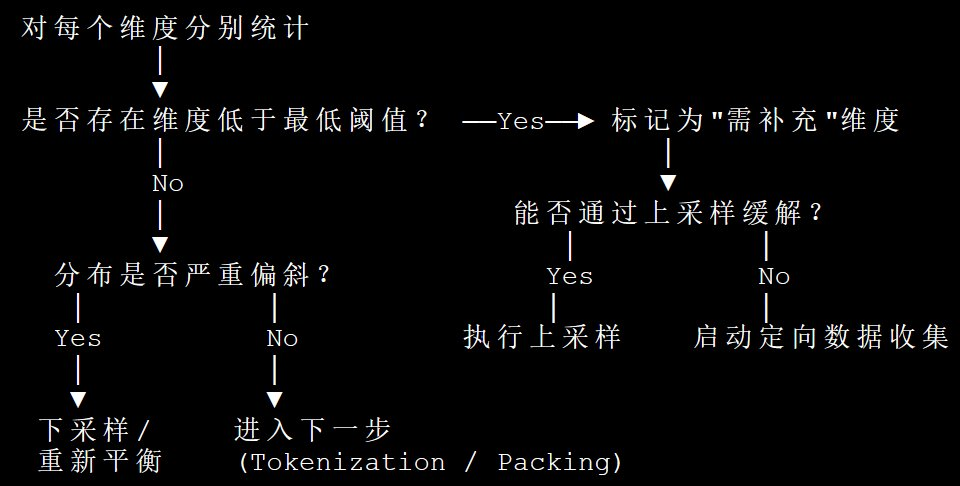 对每个维度分别统计
是否存在维度低于最低阈值? ──Yes──▶ 标记为"需补充"维度
No
能否通过上采样缓解?
分布是否严重偏斜?
Yes No
Yes No
执行上采样 启动定向数据收集
下采样/ 进入下一步
重新平衡 (Tokenization / Packing)